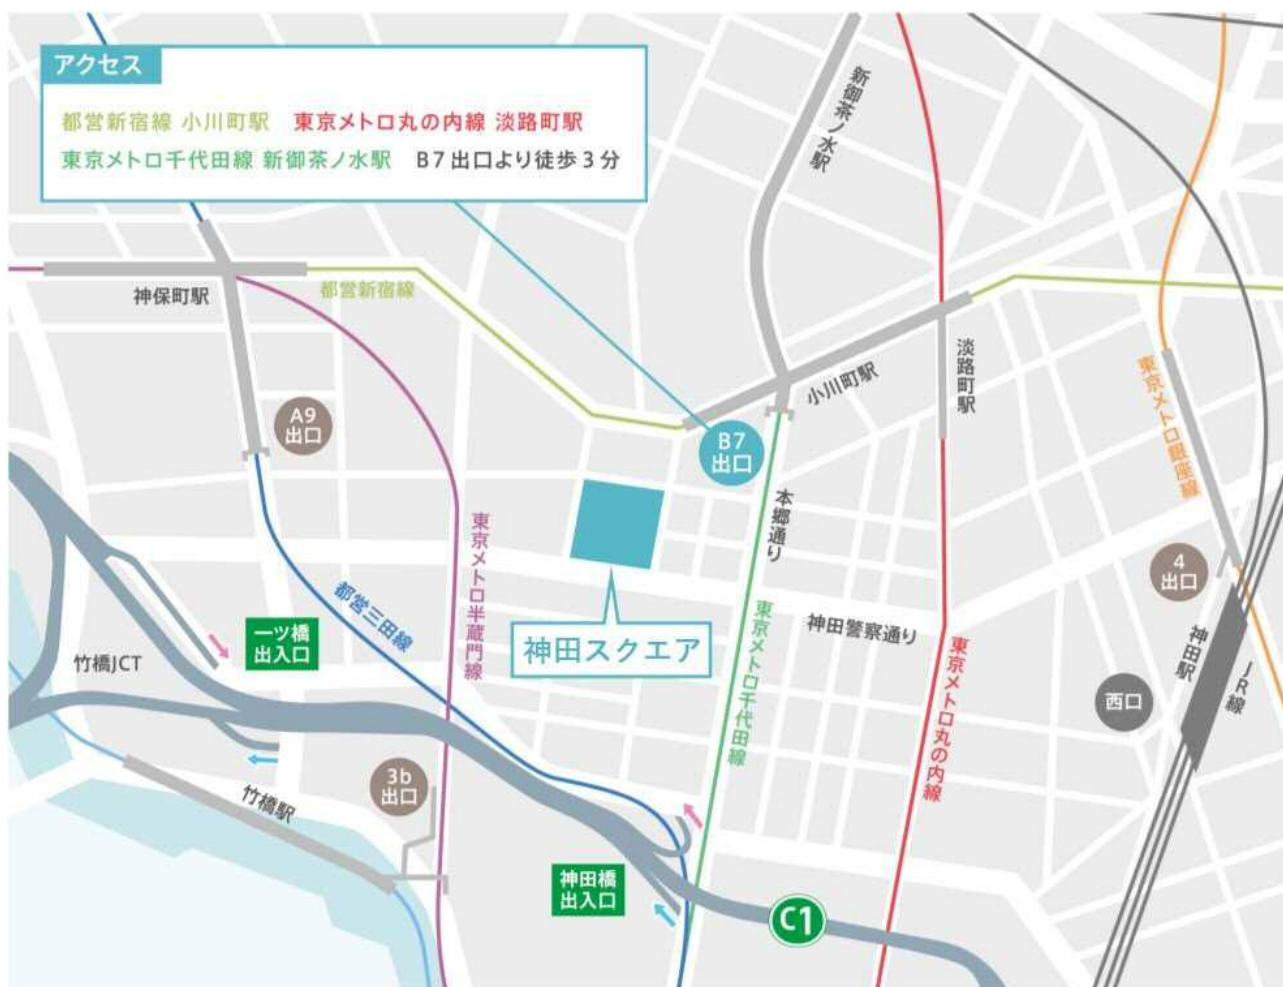 アクセス
都営新宿線 小川町駅 東京メトロ丸の内線 淡路町駅
東京メトロ千代田線 新御茶ノ水駅 B7出口より徒歩3分
新御茶ノ水駅
神保町駅
都営新宿線
小川町駅
淡路町駅
東京メトロ銀座線
A9
出口
B7
出口
本郷通り
東京メトロ半蔵門線
都営三田線
4
出口
神田スクエア
東京メトロ千代田線
神田警察通り
東京メトロ丸の内線
神田駅
JR線
一ツ橋
出入口
竹橋JCT
西口
3b
出口
竹橋駅
神田橋
出入口
C1